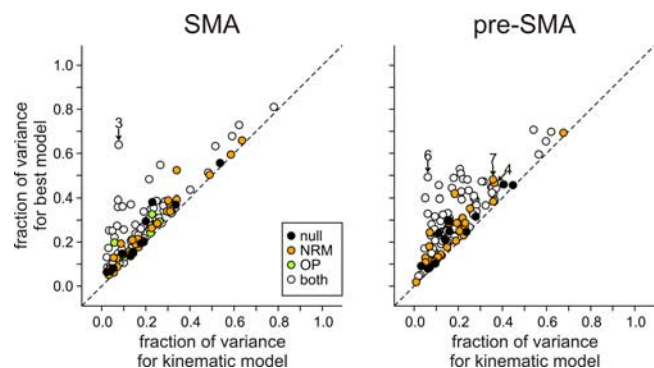 SMA
pre-SMA
fraction of variance
for best model
1.0
0.8
0.6
0.4
0.2
0.0
3
null
NRM
OP
both
0.0 0.2 0.4 0.6 0.8 1.0
fraction of variance
for kinematic model
1.0
0.8
0.6
0.4
0.2
0.0
6
7
4
0.0 0.2 0.4 0.6 0.8 1.0
fraction of variance
for kinematic model